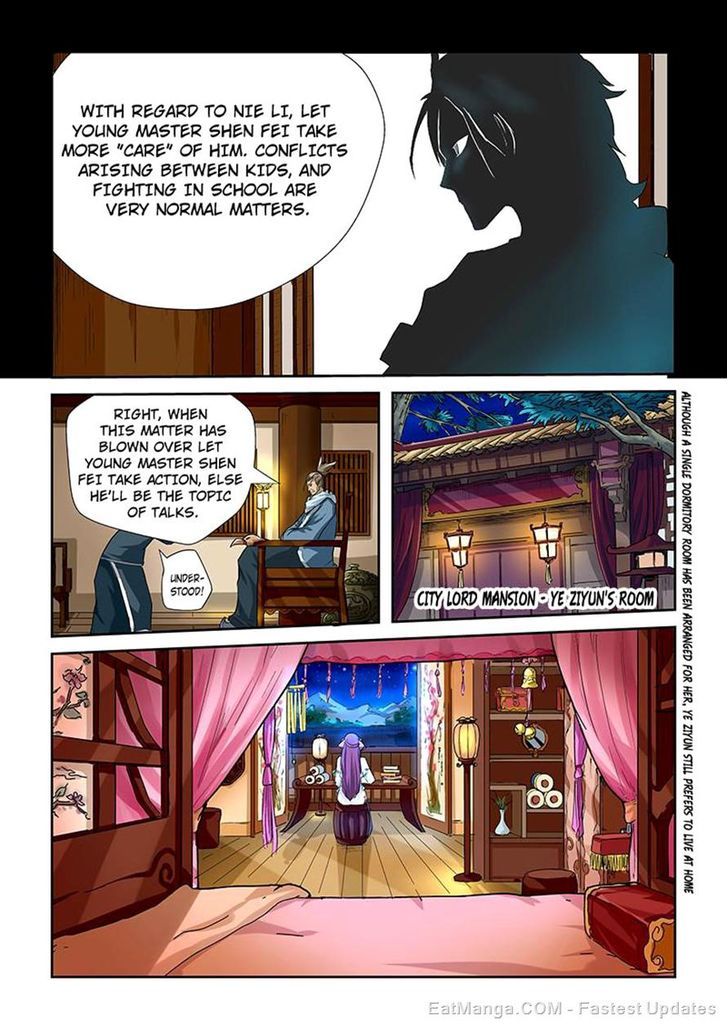 WITH REGARD TO NIE LI, LET
YOUNG MASTER SHEN FEI TAKE
MORE "CARE" OF HIM. CONFLICTS
ARISING BETWEEN KIDS, AND
FIGHTING IN SCHOOL ARE
VERY NORMAL MATTERS.
RIGHT, WHEN
THIS MATTER HAS
BLOWN OVER LET
YOUNG MASTER SHEN
FEI TAKE ACTION, ELSE
HE'LL BE THE TOPIC
OF TALKS.
UNDER-
STOOD!
CITY LORD MANSION - YE ZIYUN'S ROOM
ALTHOUGH A SINGLE DORMITORY ROOM HAS BEEN ARRANGED FOR HER, YE ZIYUN STILL PREFERS TO LIVE AT HOME
EatManga.COM - Fastest Updates